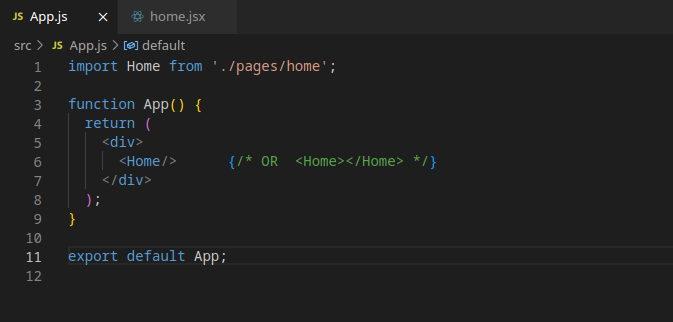 JS App.js × home.jsx
src > JS App.js > default
1 import Home from './pages/home';
2
3 function App() {
4 return (
5 <div>
6 <Home/> {/* OR <Home></Home> */}
7 </div>
8 );
9 }
10
11 export default App;
12